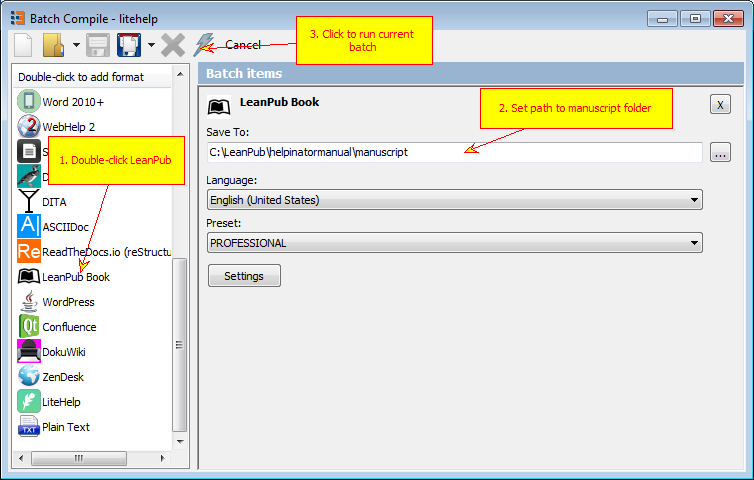 Batch Compile - litehelp
Cancel
3. Click to run current
batch
Double-click to add format
Word 2010+
WebHelp 2
S
D
DITA
ASCIIDoc
ReadTheDocs.io (reStructu
LeanPub Book
WordPress
Confluence
DokuWiki
ZenDesk
LiteHelp
Plain Text
1. Double-click LeanPub
Batch items
LeanPub Book
X
2. Set path to manuscript folder
Save To:
C:\LeanPub\helpinatormanual\manuscript
...
Language:
English (United States)
Preset:
PROFESSIONAL
Settings